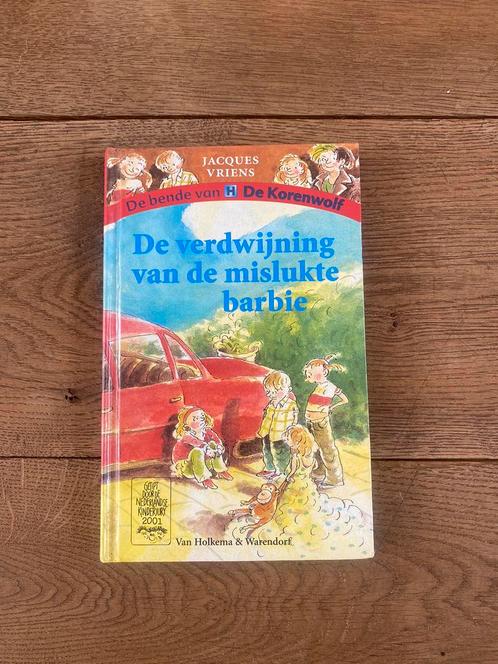 JACQUES
VRIENS
De bende van H De Korenwolf
De verdwijning
van de mislukte
barbie
GETIPT
DOOR DE
NEDERLANDSE
KINDERJURY
2001
Van Holkema & Warendorf